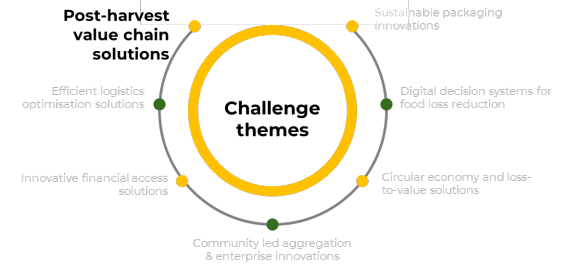 Post-harvest
value chain
solutions
Sustainable packaging
innovations
Efficient logistics
optimisation solutions
Challenge
themes
Digital decision systems for
food loss reduction
Innovative financial access
solutions
Circular economy and loss-
to-value solutions
Community led aggregation
& enterprise innovations